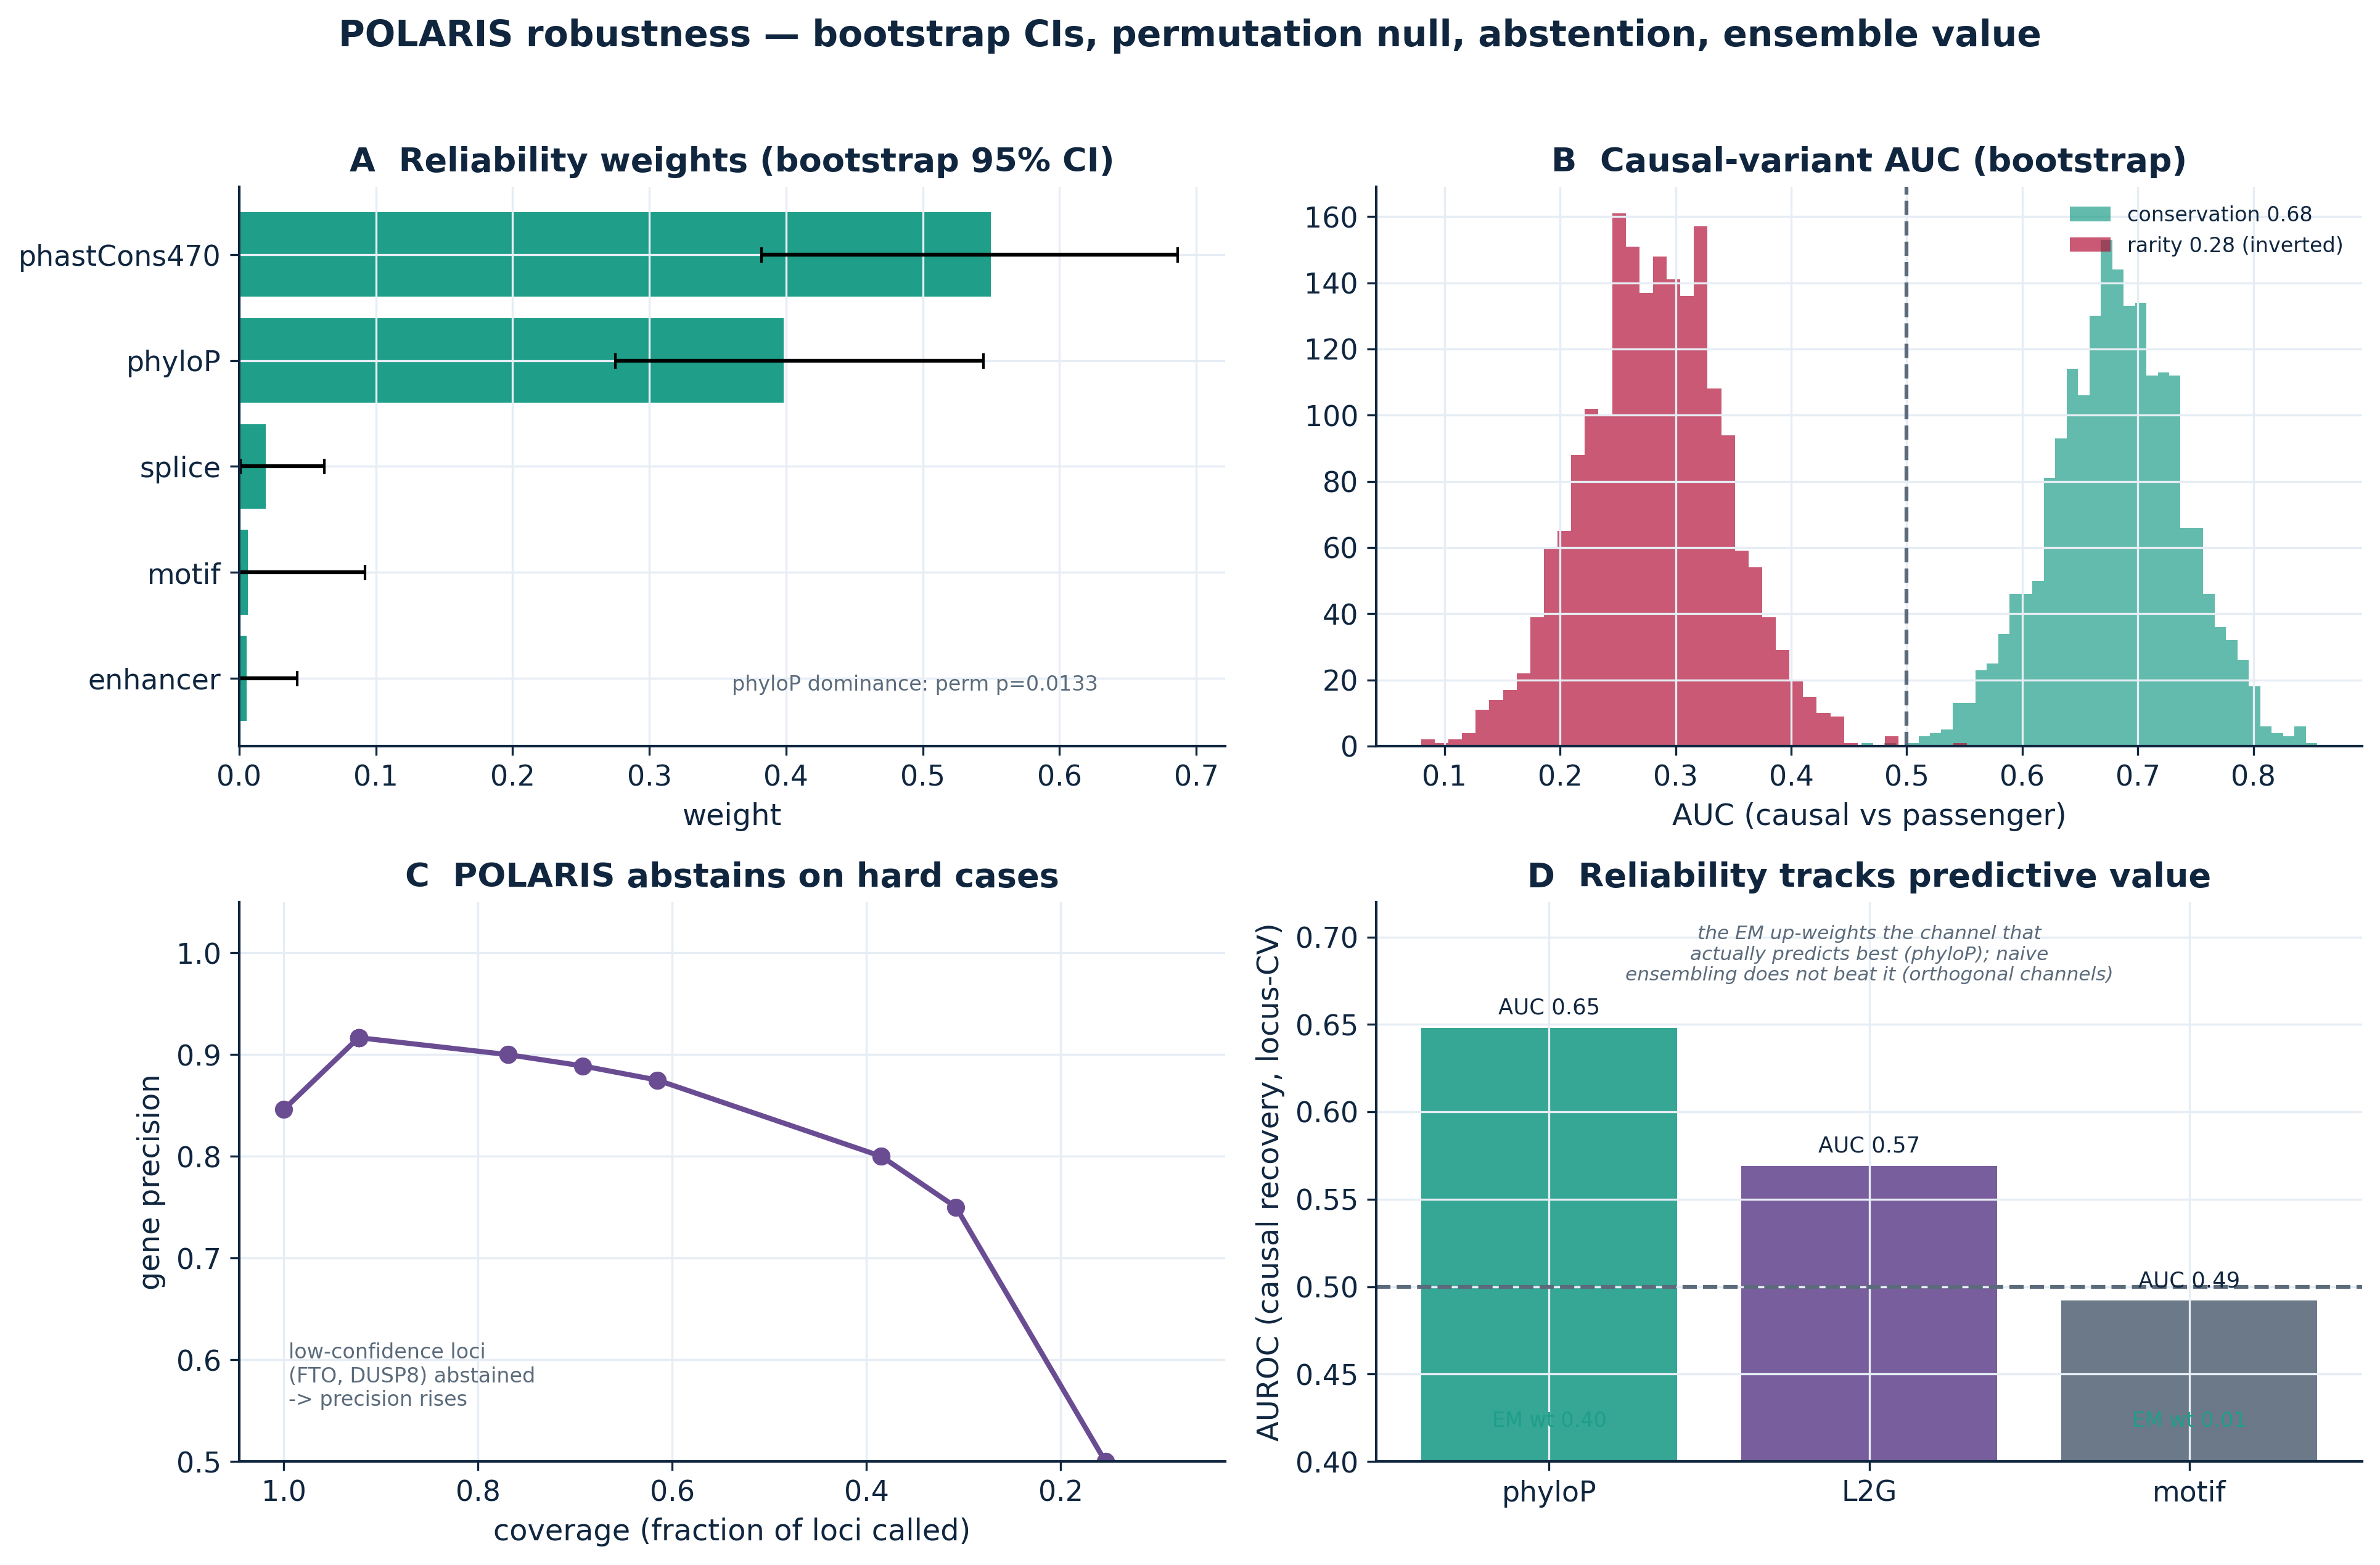 POLARIS robustness — bootstrap CIs, permutation null, abstention, ensemble value
A Reliability weights (bootstrap 95% CI)
phastCons470
phyloP
splice
motif
enhancer
phyloP dominance: perm p=0.0133
0.0 0.1 0.2 0.3 0.4 0.5 0.6 0.7
weight
B Causal-variant AUC (bootstrap)
160
140
120
100
80
60
40
20
0
conservation 0.68
rarity 0.28 (inverted)
0.1 0.2 0.3 0.4 0.5 0.6 0.7 0.8
AUC (causal vs passenger)
C POLARIS abstains on hard cases
gene precision
1.0
0.9
0.8
0.7
0.6
0.5
low-confidence loci
(FTO, DUSP8) abstained
-> precision rises
1.0 0.8 0.6 0.4 0.2
coverage (fraction of loci called)
D Reliability tracks predictive value
AUROC (causal recovery, locus-CV)
0.70
0.65
0.60
0.55
0.50
0.45
0.40
the EM up-weights the channel that
actually predicts best (phyloP); naive
ensembling does not beat it (orthogonal channels)
AUC 0.65
AUC 0.57
AUC 0.49
EM wt 0.40
EM wt 0.01
phyloP L2G motif